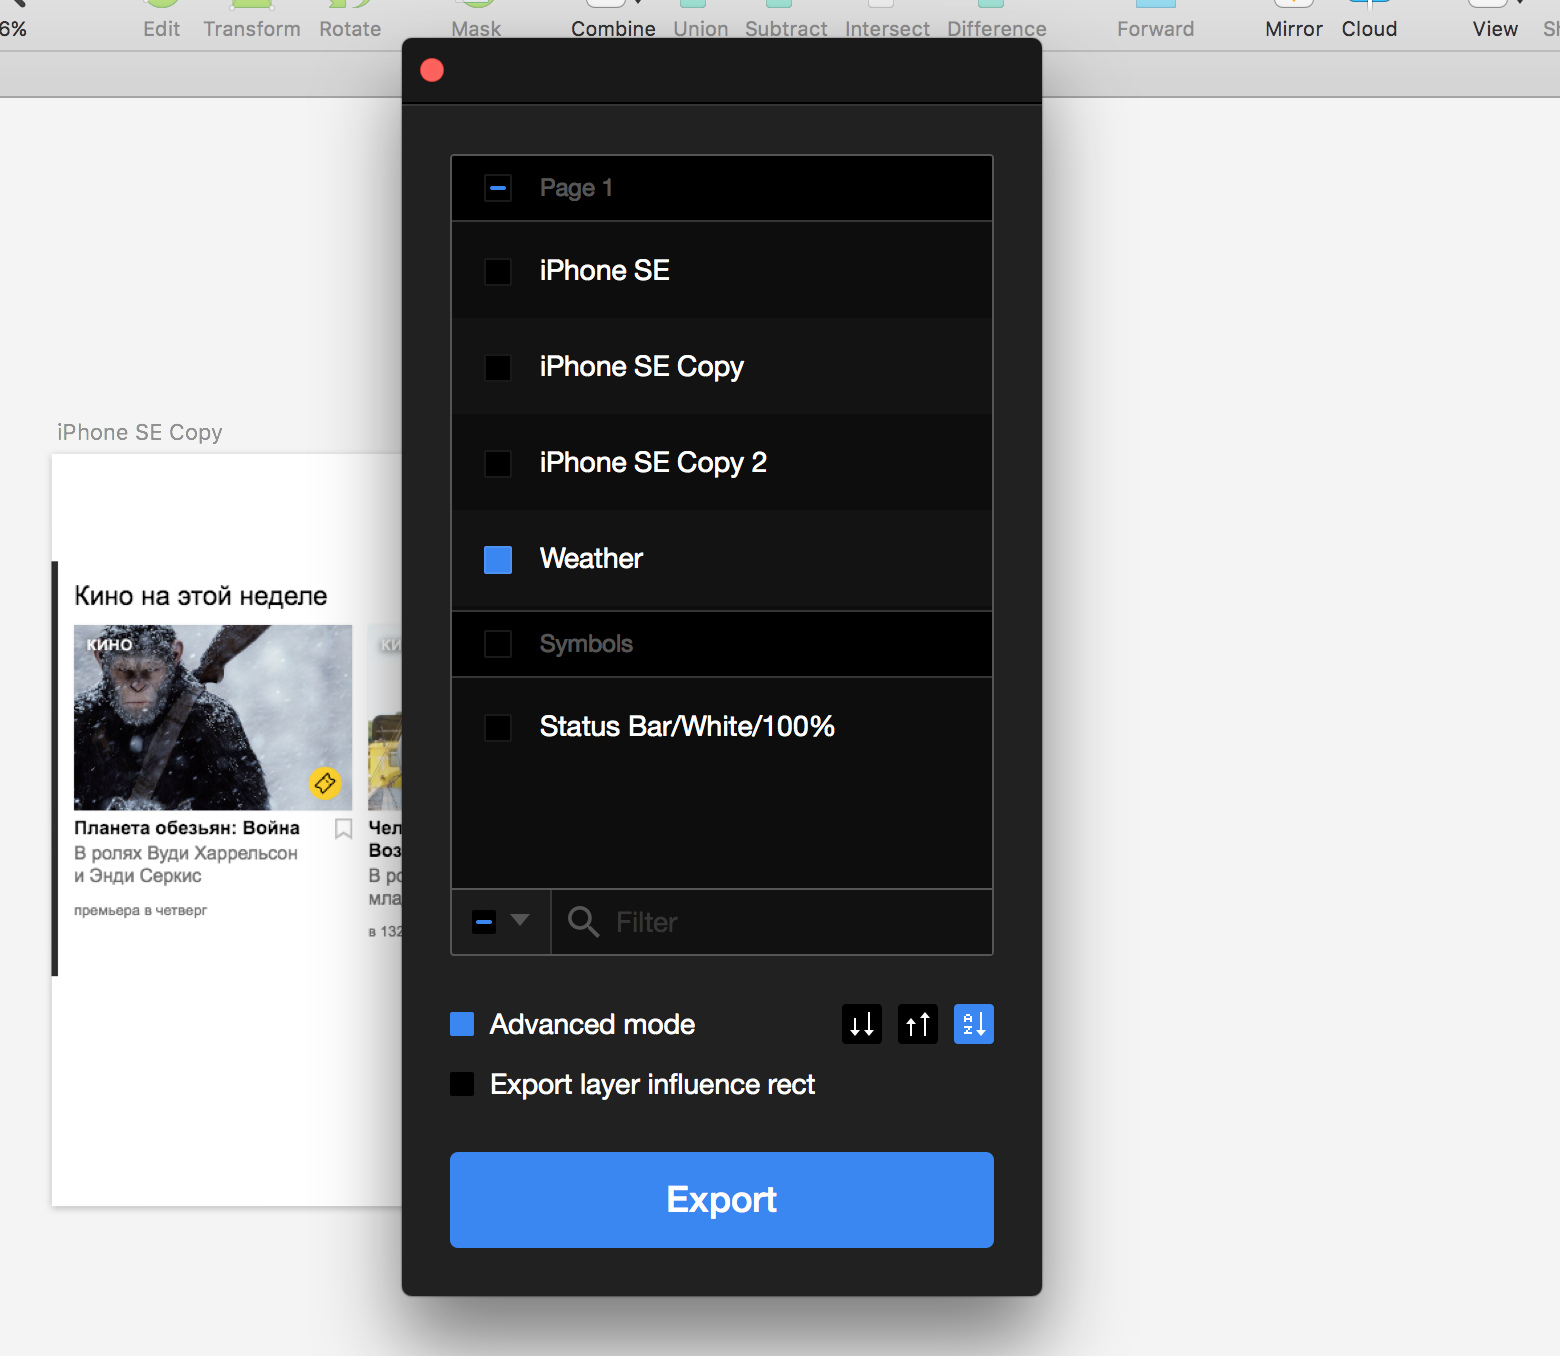 6%
Edit Transform Rotate Mask Combine Union Subtract Intersect Difference Forward Mirror Cloud View
Page 1
iPhone SE
iPhone SE Copy
iPhone SE Copy 2
Weather
Symbols
Status Bar/White/100%
Filter
Advanced mode
Export layer influence rect
Export
iPhone SE Copy
Кино на этой неделе
КИНО
КИ
Планета обезьян: Война
В ролях Вуди Харрельсон
и Энди Серкис
премьера в четверг
Чел
Воз
В ро
мла
в 132